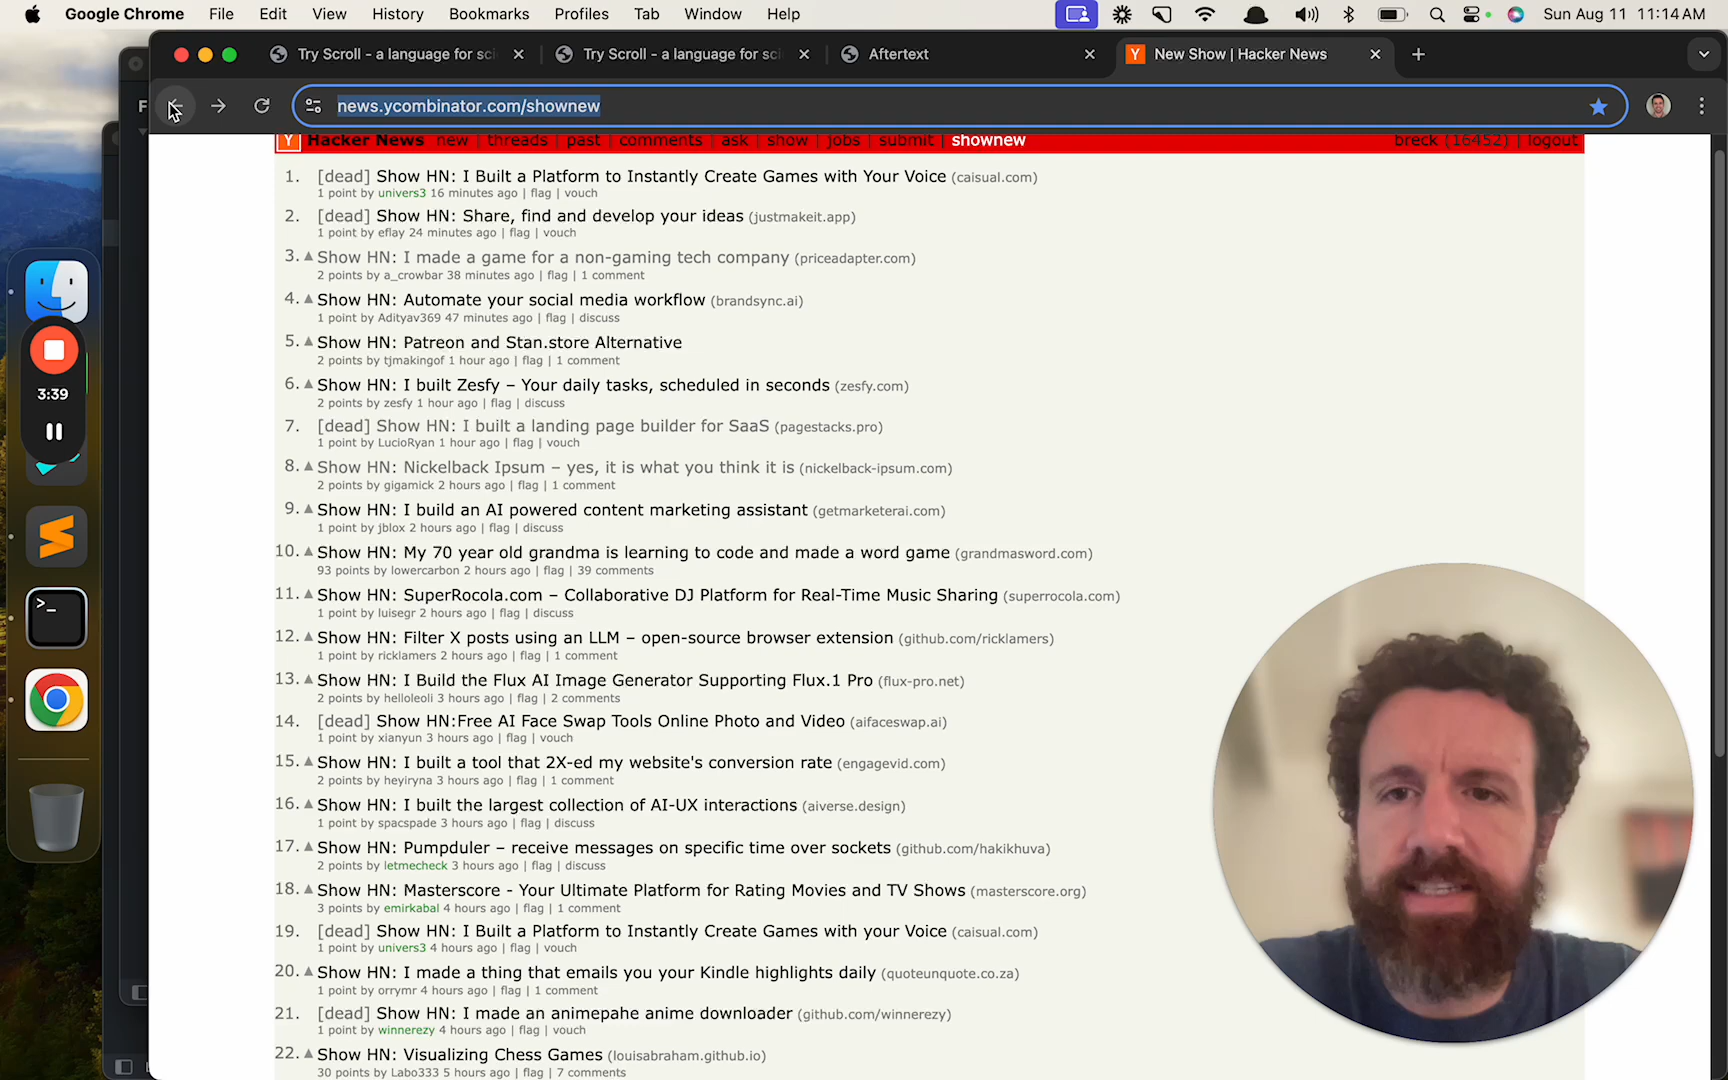 Google Chrome File Edit View History Bookmarks Profiles Tab Window Help Sun Aug 11 11:14 AM
Try Scroll - a language for sci Try Scroll - a language for sci Aftertext New Show | Hacker News
news.ycombinator.com/shownew
Y Hacker News new | threads | past | comments | ask | show | jobs | submit | shownew breck (16452) | logout
1. [dead] Show HN: I Built a Platform to Instantly Create Games with Your Voice (caisual.com)
1 point by univers3 16 minutes ago | flag | vouch
2. [dead] Show HN: Share, find and develop your ideas (justmakeit.app)
1 point by eflay 24 minutes ago | flag | vouch
3. Show HN: I made a game for a non-gaming tech company (priceadapter.com)
2 points by a_crowbar 38 minutes ago | flag | 1 comment
4. Show HN: Automate your social media workflow (brandsync.ai)
1 point by Adityav369 47 minutes ago | flag | discuss
5. Show HN: Patreon and Stan.store Alternative
2 points by tjmakingof 1 hour ago | flag | 1 comment
6. Show HN: I built Zesfy – Your daily tasks, scheduled in seconds (zesfy.com)
2 points by zesfy 1 hour ago | flag | discuss
7. [dead] Show HN: I built a landing page builder for SaaS (pagestacks.pro)
1 point by LucioRyan 1 hour ago | flag | vouch
8. Show HN: Nickelback Ipsum – yes, it is what you think it is (nickelback-ipsum.com)
2 points by gigamick 2 hours ago | flag | 1 comment
9. Show HN: I build an AI powered content marketing assistant (getmarketerai.com)
1 point by jblox 2 hours ago | flag | discuss
10. Show HN: My 70 year old grandma is learning to code and made a word game (grandmasword.com)
93 points by lowercarbon 2 hours ago | flag | 39 comments
11. Show HN: SuperRocola.com – Collaborative DJ Platform for Real-Time Music Sharing (superrocola.com)
1 point by luisegr 2 hours ago | flag | discuss
12. Show HN: Filter X posts using an LLM – open-source browser extension (github.com/ricklamers)
1 point by ricklamers 2 hours ago | flag | 1 comment
13. Show HN: I Build the Flux AI Image Generator Supporting Flux.1 Pro (flux-pro.net)
2 points by helloleoli 3 hours ago | flag | 2 comments
14. [dead] Show HN:Free AI Face Swap Tools Online Photo and Video (aifaceswap.ai)
1 point by xianyun 3 hours ago | flag | vouch
15. Show HN: I built a tool that 2X-ed my website's conversion rate (engagevid.com)
2 points by heyiryna 3 hours ago | flag | 1 comment
16. Show HN: I built the largest collection of AI-UX interactions (aiverse.design)
1 point by spacspade 3 hours ago | flag | discuss
17. Show HN: Pumpduler – receive messages on specific time over sockets (github.com/hakikhuva)
2 points by letmecheck 3 hours ago | flag | discuss
18. Show HN: Masterscore - Your Ultimate Platform for Rating Movies and TV Shows (masterscore.org)
3 points by emirkabal 4 hours ago | flag | 1 comment
19. [dead] Show HN: I Built a Platform to Instantly Create Games with your Voice (caisual.com)
1 point by univers3 4 hours ago | flag | vouch
20. Show HN: I made a thing that emails you your Kindle highlights daily (quoteunquote.co.za)
1 point by orrymr 4 hours ago | flag | 1 comment
21. [dead] Show HN: I made an animepahe anime downloader (github.com/winnerezy)
1 point by winnerezy 4 hours ago | flag | vouch
22. Show HN: Visualizing Chess Games (louisabraham.github.io)
30 points by Labo333 5 hours ago | flag | 7 comments
3:39
F